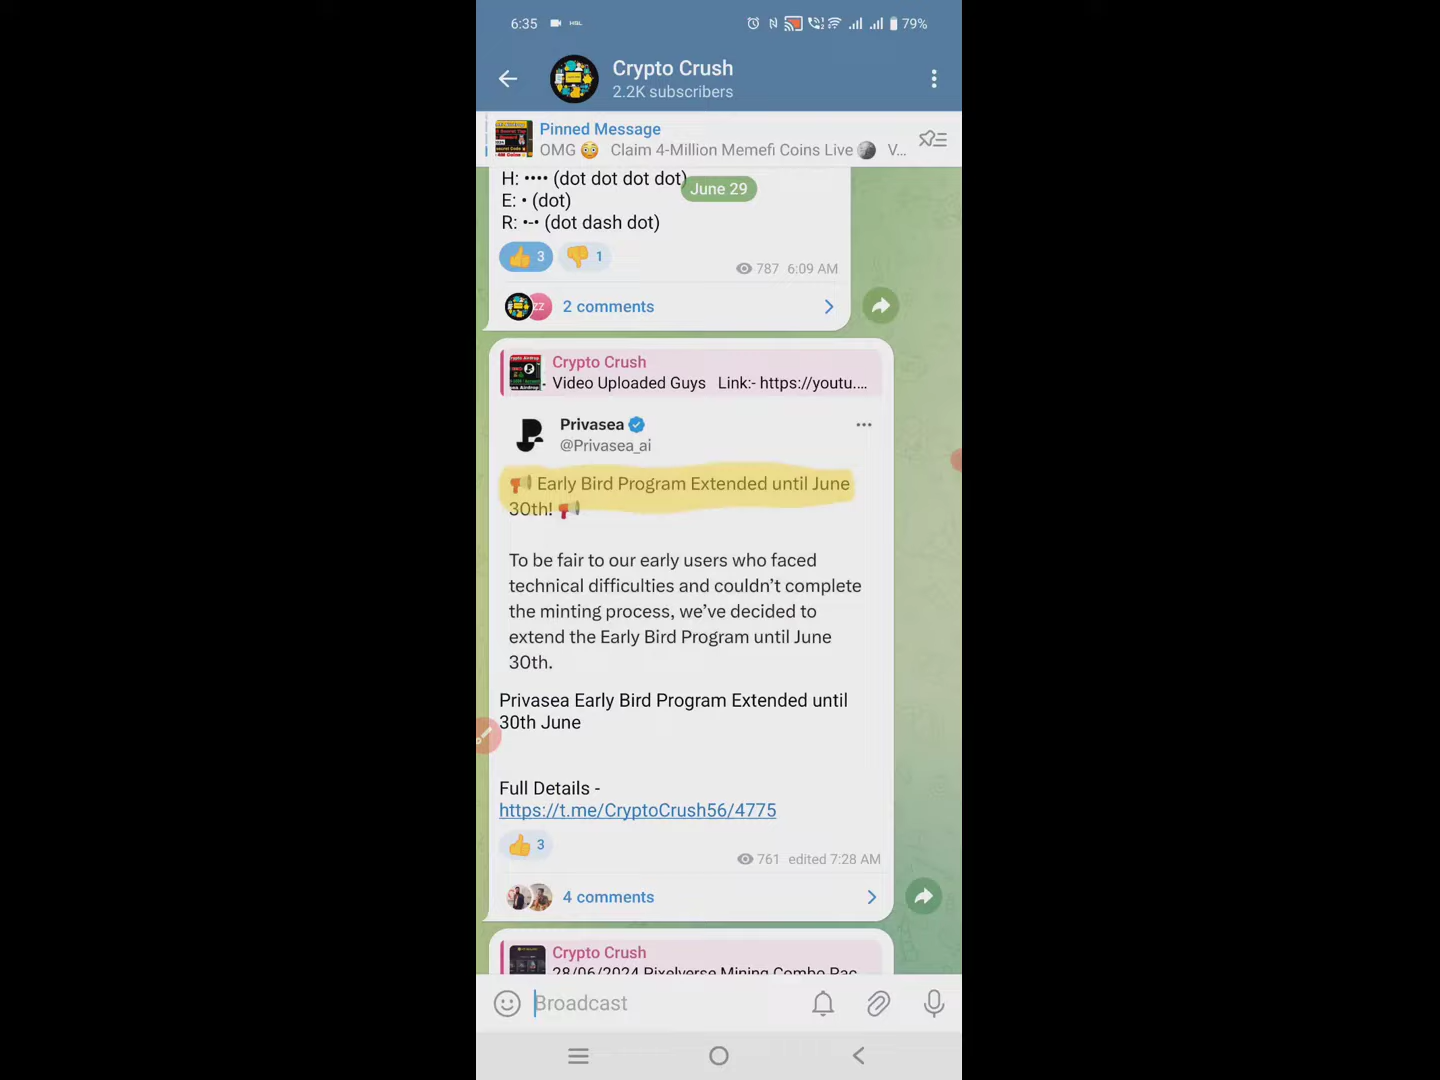 6:35 79%
Crypto Crush
2.2K subscribers
Pinned Message
OMG 😳 Claim 4-Million Memefi Coins Live 🌚 V...
H: •••• (dot dot dot dot)
June 29
E: • (dot)
R: •-• (dot dash dot)
👍 3 👎 1
787 6:09 AM
ZZ
2 comments
Crypto Crush
Video Uploaded Guys Link:- https://youtu....
Privasea
@Privasea_ai
📢 Early Bird Program Extended until June
30th! 📢
To be fair to our early users who faced
technical difficulties and couldn't complete
the minting process, we've decided to
extend the Early Bird Program until June
30th.
Privasea Early Bird Program Extended until
30th June
Full Details -
https://t.me/CryptoCrush56/4775
👍 3
761 edited 7:28 AM
4 comments
Crypto Crush
28/06/2024 Pixelverse Mining Combo Pac
Broadcast